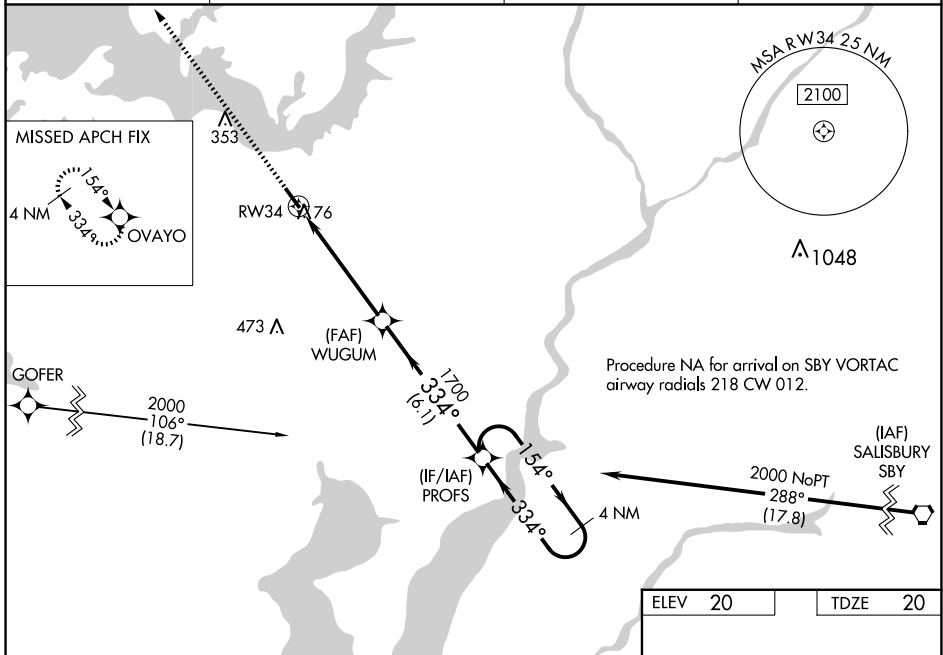 MSA RW34 25 NM
2100
353
MISSED APCH FIX
154°
4 NM
334°
OVAYO
RW34
76
1048
473
(FAF)
WUGUM
Procedure NA for arrival on SBY VORTAC
airway radials 218 CW 012.
GOFER
2000
106°
(18.7)
1700
334°
(6.1)
(IF/IAF)
PROFS
154°
334°
4 NM
(IAF)
SALISBURY
SBY
2000 NoPT
288°
(17.8)
ELEV 20
TDZE 20